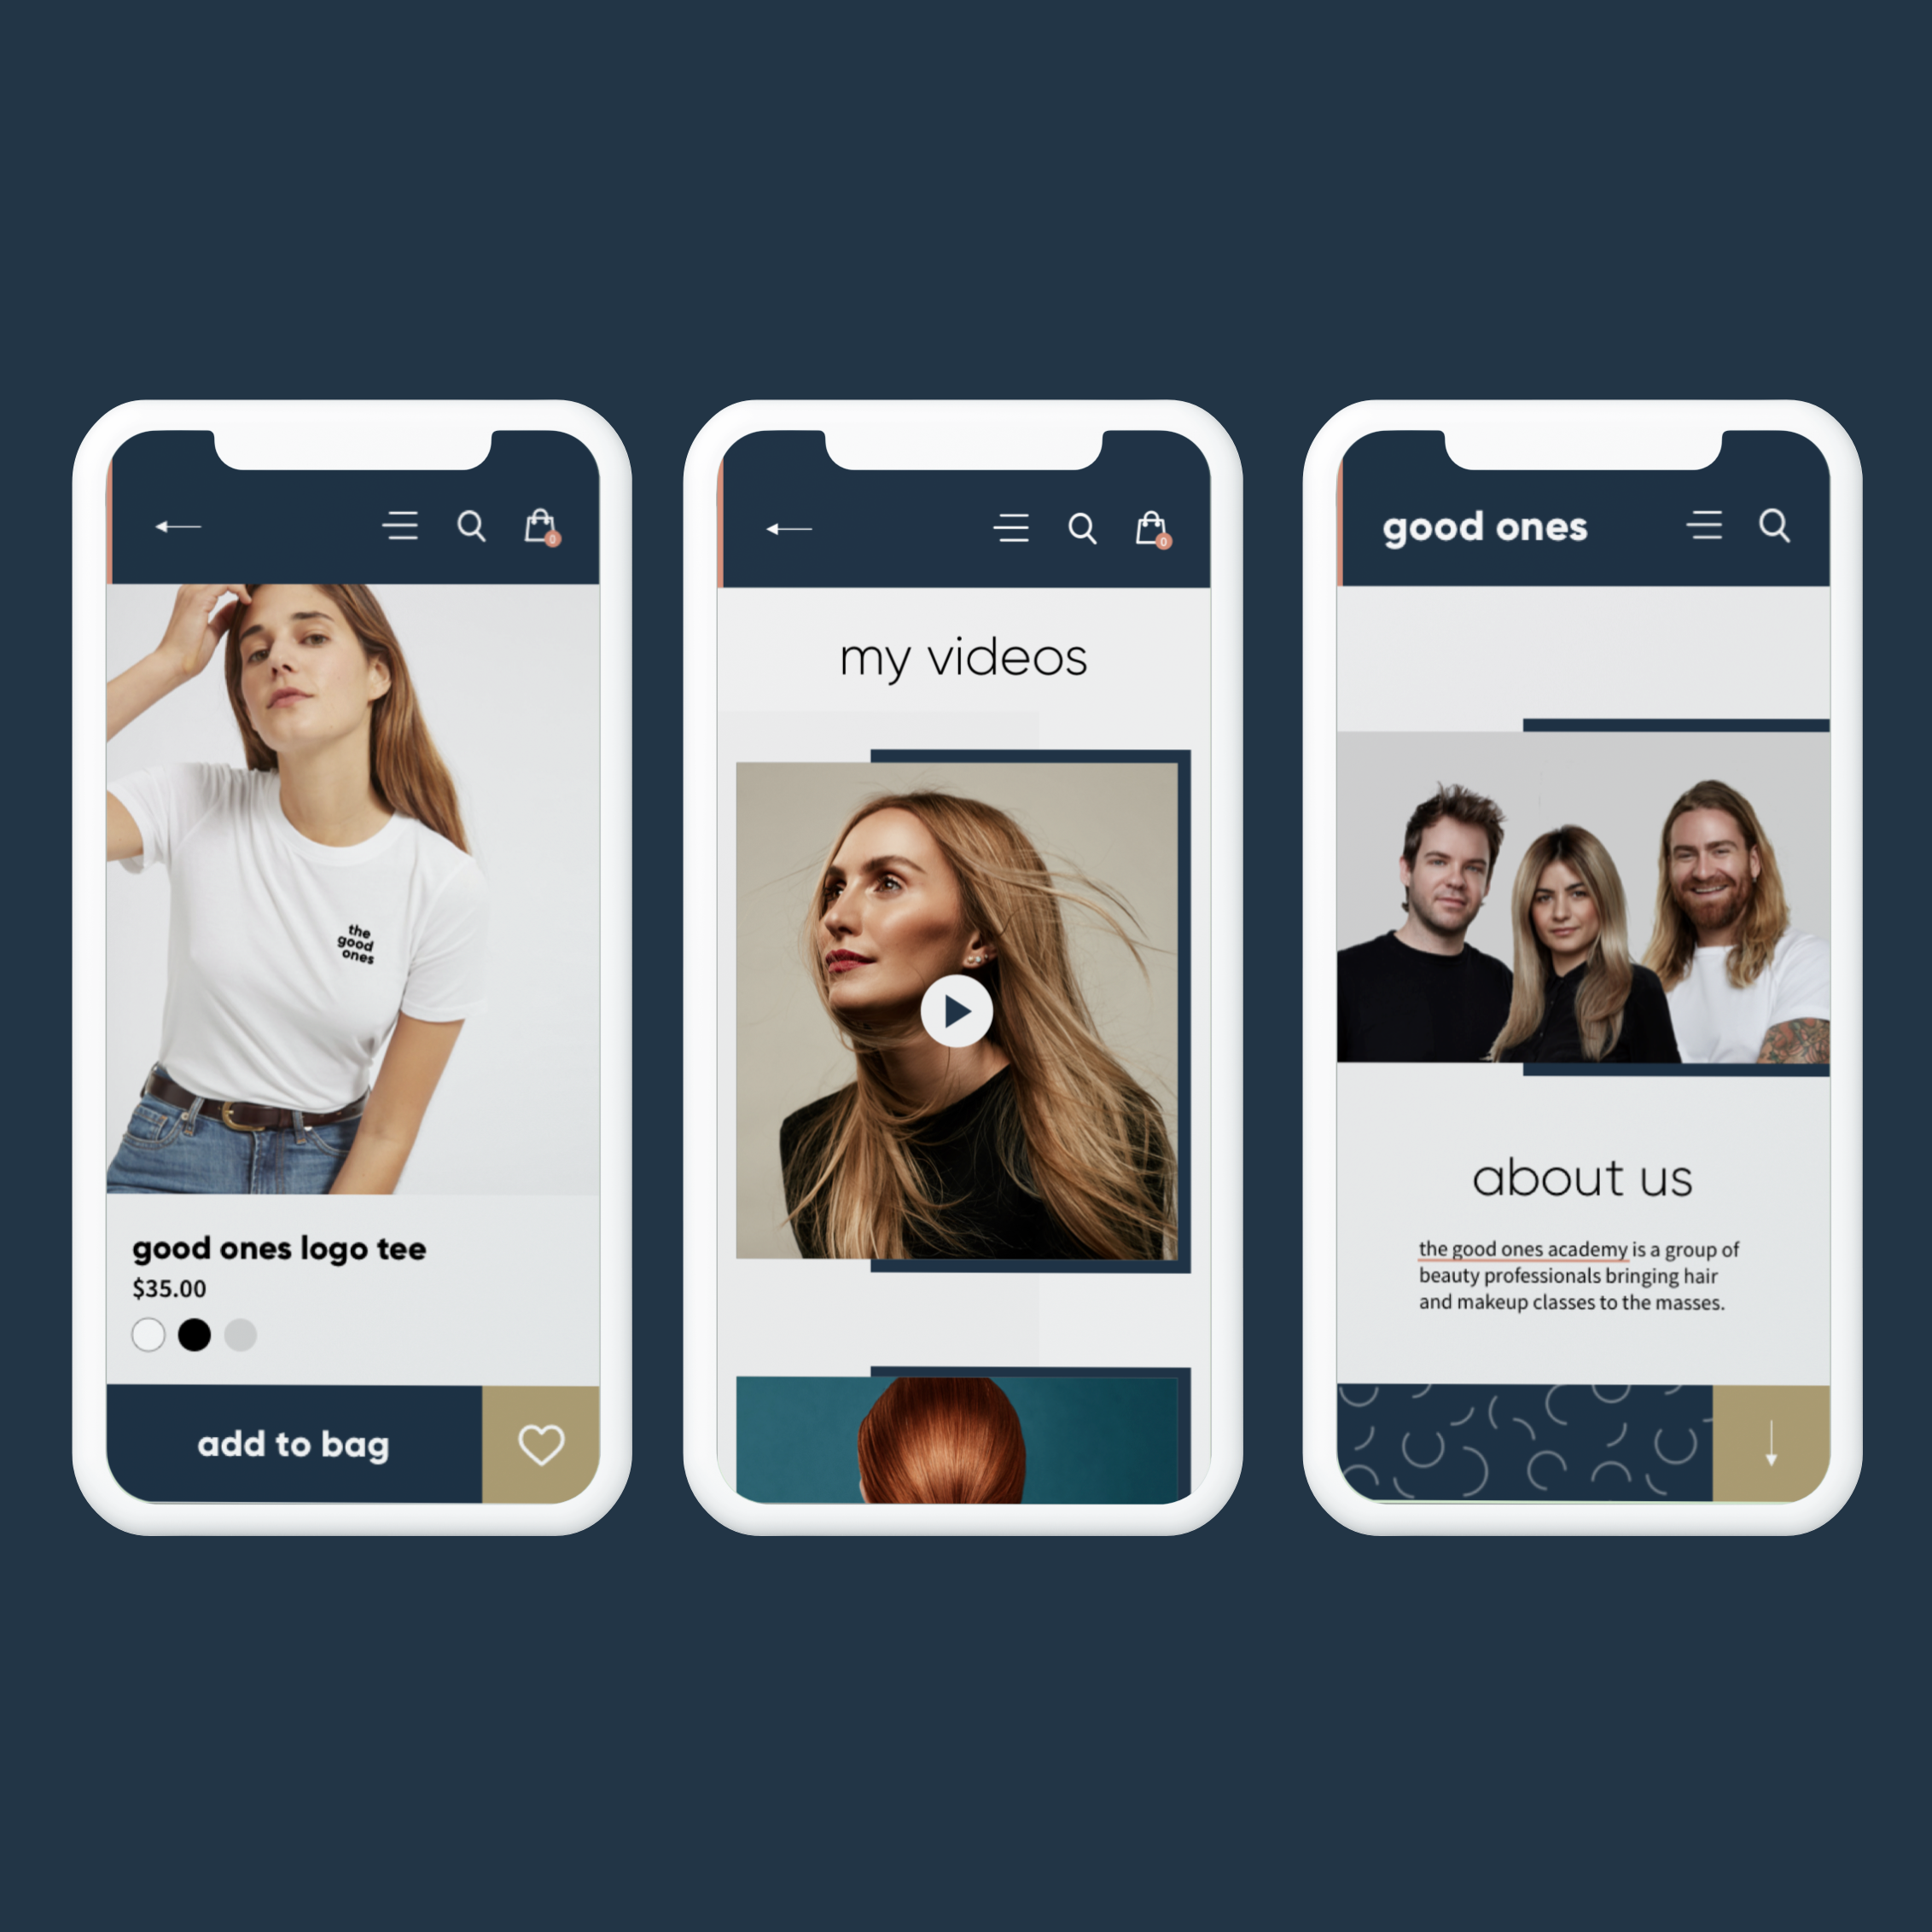 0
the
good
ones
good ones logo tee
$35.00
add to bag
0
my videos
good ones
about us
the good ones academy is a group of
beauty professionals bringing hair
and makeup classes to the masses.